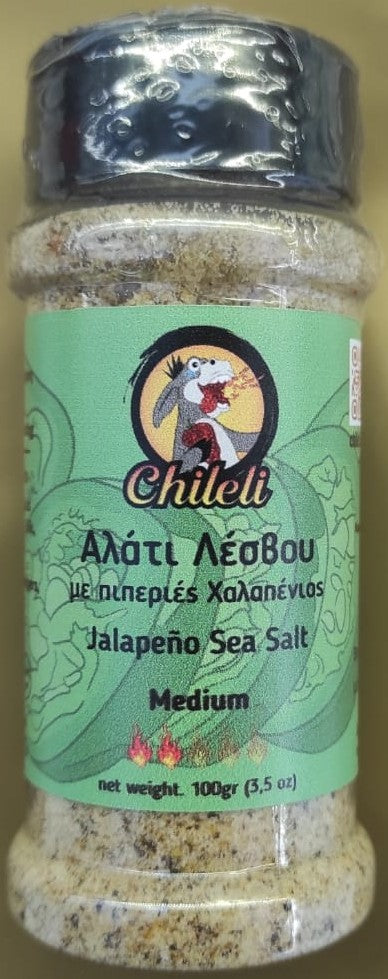 Chileli
Αλάτι Λέσβου
με πιπεριές Χαλαπένιος
Jalapeño Sea Salt
Medium
net weight. 100gr (3,5 oz)